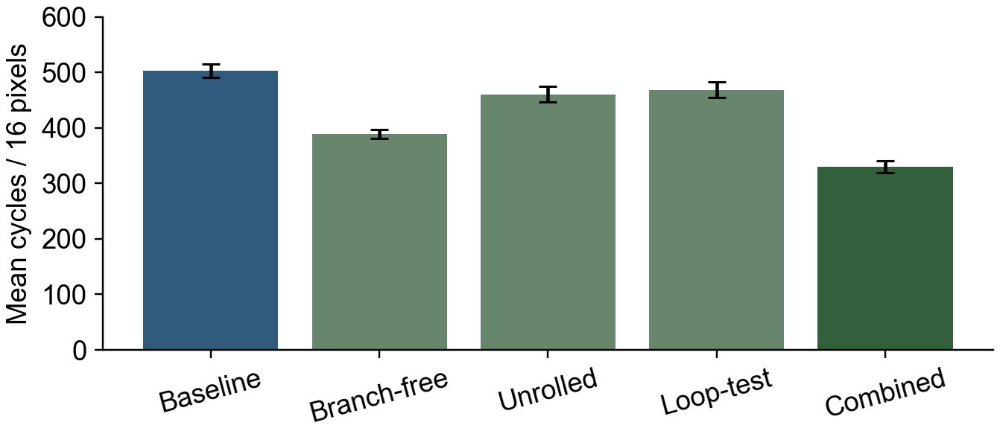 Mean cycles / 16 pixels
600
500
400
300
200
100
0
Baseline
Branch-free
Unrolled
Loop-test
Combined